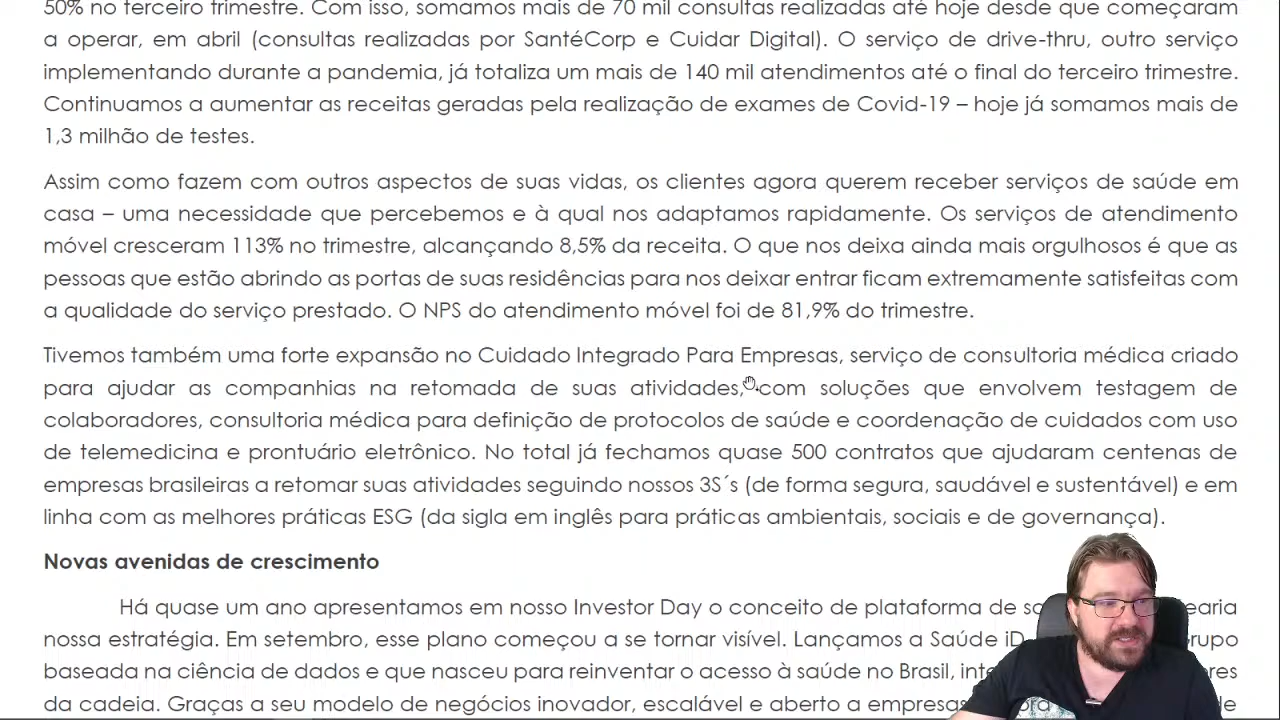 50% no terceiro trimestre. Com isso, somamos mais de 70 mil consultas realizadas até hoje desde que começaram
a operar, em abril (consultas realizadas por SantéCorp e Cuidar Digital). O serviço de drive-thru, outro serviço
implementando durante a pandemia, já totaliza um mais de 140 mil atendimentos até o final do terceiro trimestre.
Continuamos a aumentar as receitas geradas pela realização de exames de Covid-19 – hoje já somamos mais de
1,3 milhão de testes.
Assim como fazem com outros aspectos de suas vidas, os clientes agora querem receber serviços de saúde em
casa – uma necessidade que percebemos e à qual nos adaptamos rapidamente. Os serviços de atendimento
móvel cresceram 113% no trimestre, alcançando 8,5% da receita. O que nos deixa ainda mais orgulhosos é que as
pessoas que estão abrindo as portas de suas residências para nos deixar entrar ficam extremamente satisfeitas com
a qualidade do serviço prestado. O NPS do atendimento móvel foi de 81,9% do trimestre.
Tivemos também uma forte expansão no Cuidado Integrado Para Empresas, serviço de consultoria médica criado
para ajudar as companhias na retomada de suas atividades, com soluções que envolvem testagem de
colaboradores, consultoria médica para definição de protocolos de saúde e coordenação de cuidados com uso
de telemedicina e prontuário eletrônico. No total já fechamos quase 500 contratos que ajudaram centenas de
empresas brasileiras a retomar suas atividades seguindo nossos 3S´s (de forma segura, saudável e sustentável) e em
linha com as melhores práticas ESG (da sigla em inglês para práticas ambientais, sociais e de governança).
Novas avenidas de crescimento
Há quase um ano apresentamos em nosso Investor Day o conceito de plataforma de
nossa estratégia. Em setembro, esse plano começou a se tornar visível. Lançamos a Saúde
baseada na ciência de dados e que nasceu para reinventar o acesso à saúde no Brasil,
da cadeia. Graças a seu modelo de negócios inovador, escalável e aberto a empresas